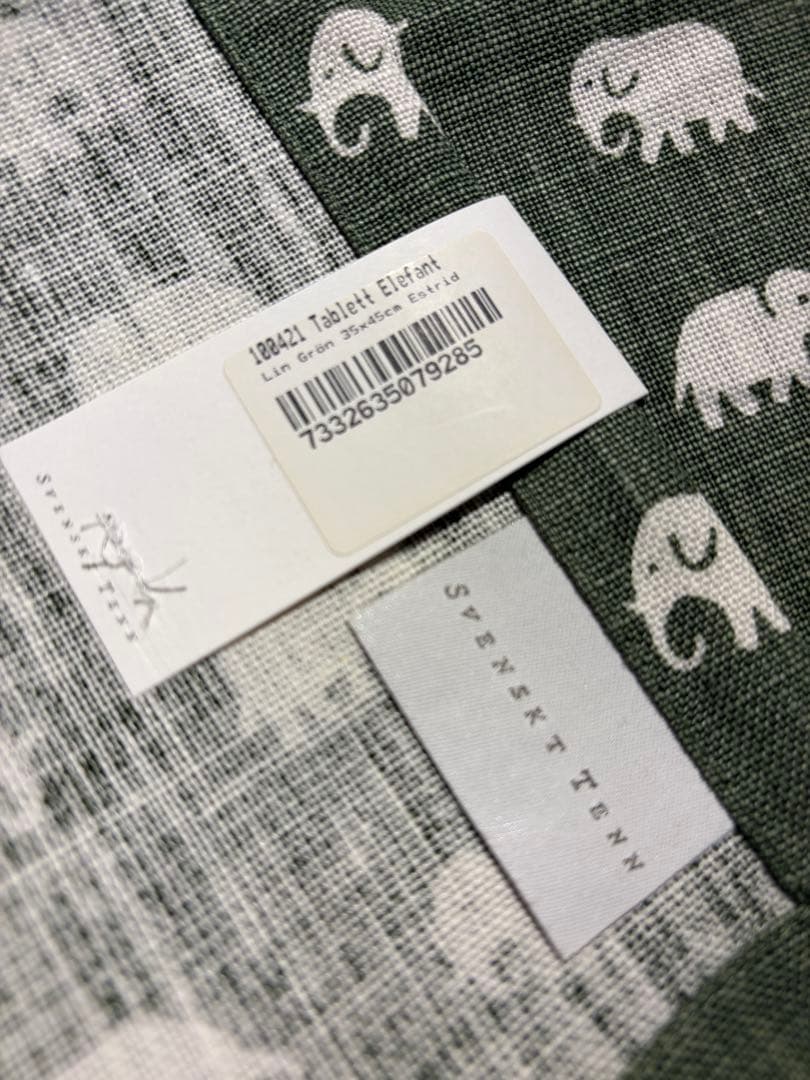 100421 Tablett Elefant
Lin Grön 35x45cm Estrid
7332635079285
SVENSKT TENN
SVENSKT TENN